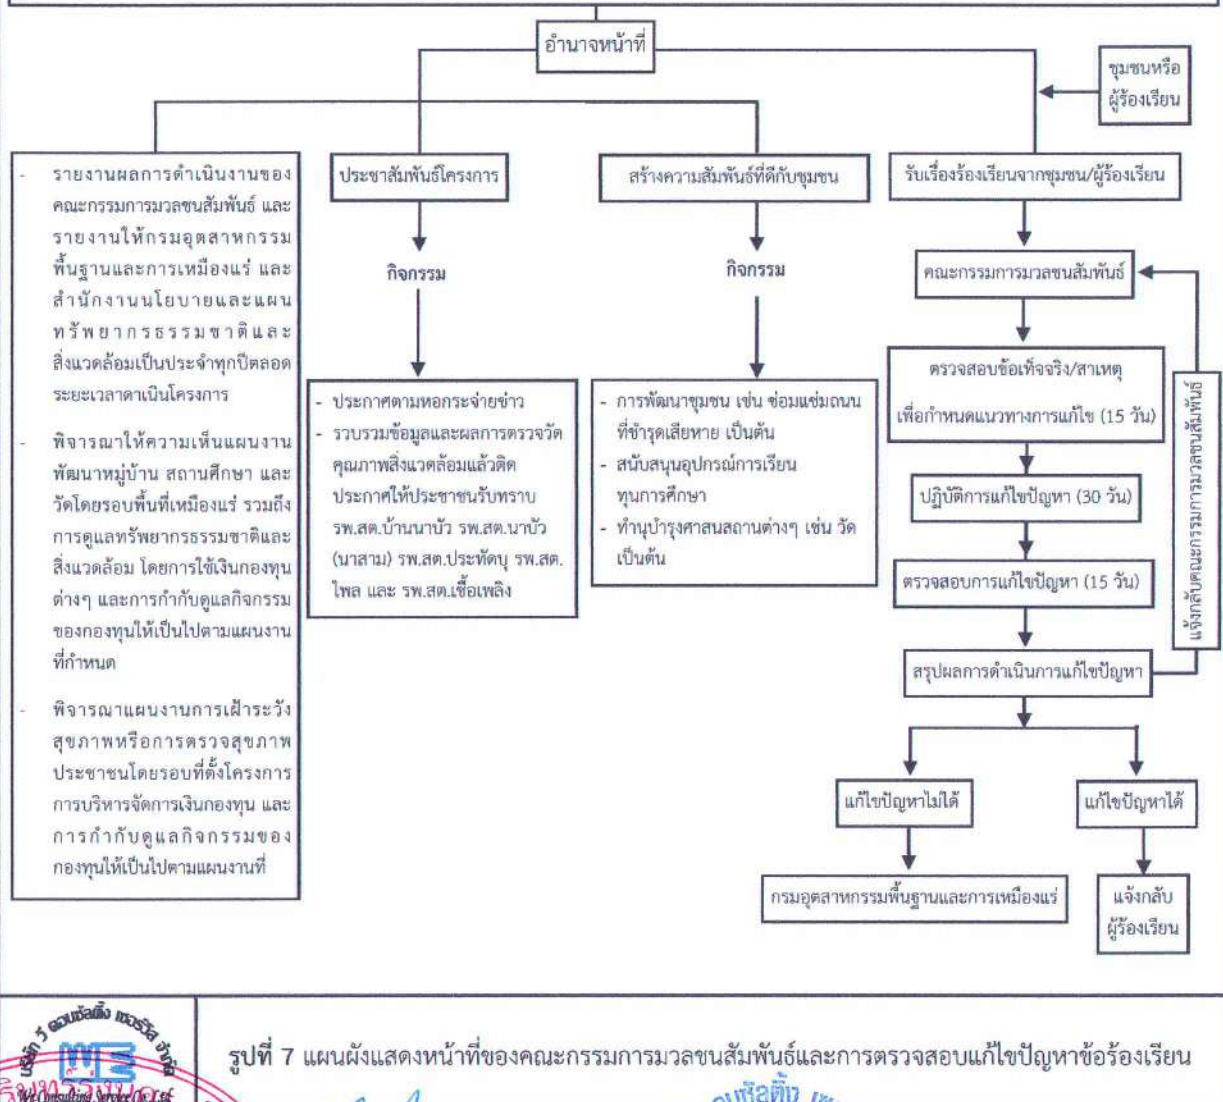 อำนาจหน้าที่
ชุมชนหรือ
ผู้ร้องเรียน
- รายงานผลการดำเนินงานของ
คณะกรรมการมวลชนสัมพันธ์ และ
รายงานให้กรมอุตสาหกรรม
พื้นฐานและการเหมืองแร่ และ
สำนักงานนโยบายและแผน
ทรัพยากรธรรมชาติและ
สิ่งแวดล้อมเป็นประจำทุกปีตลอด
ระยะเวลาดาเนินโครงการ
- พิจารณาให้ความเห็นแผนงาน
พัฒนาหมู่บ้าน สถานศึกษา และ
วัดโดยรอบพื้นที่เหมืองแร่ รวมถึง
การดูแลทรัพยากรธรรมชาติและ
สิ่งแวดล้อม โดยการใช้เงินกองทุน
ต่างๆ และการกำกับดูแลกิจกรรม
ของกองทุนให้เป็นไปตามแผนงาน
ที่กำหนด
- พิจารณาแผนงานการเฝ้าระวัง
สุขภาพหรือการตรวจสุขภาพ
ประชาชนโดยรอบที่ตั้งโครงการ
การบริหารจัดการเงินกองทุน และ
การกำกับดูแลกิจกรรมของ
กองทุนให้เป็นไปตามแผนงานที่
ประชาสัมพันธ์โครงการ
กิจกรรม
- ประกาศตามหอกระจ่ายข่าว
- รวบรวมข้อมูลและผลการตรวจวัด
คุณภาพสิ่งแวดล้อมแล้วติด
ประกาศให้ประชาชนรับทราบ
รพ.สต.บ้านนาบัว รพ.สต.นาบัว
(นาสาม) รพ.สต.ประทัดบุ รพ.สต.
ไพล และ รพ.สต.เชื้อเพลิง
สร้างความสัมพันธ์ที่ดีกับชุมชน
กิจกรรม
- การพัฒนาชุมชน เช่น ซ่อมแซ่มถนน
ที่ชำรุดเสียหาย เป็นต้น
- สนับสนุนอุปกรณ์การเรียน
ทุนการศึกษา
- ทำนุบำรุงศาสนสถานต่างๆ เช่น วัด
เป็นต้น
รับเรื่องร้องเรียนจากชุมชน/ผู้ร้องเรียน
คณะกรรมการมวลชนสัมพันธ์
ตรวจสอบข้อเท็จจริง/สาเหตุ
เพื่อกำหนดแนวทางการแก้ไข (15 วัน)
ปฏิบัติการแก้ไขปัญหา (30 วัน)
ตรวจสอบการแก้ไขปัญหา (15 วัน)
สรุปผลการดำเนินการแก้ไขปัญหา
แจ้งกลับคณะกรรมการมวลชนสัมพันธ์
แก้ไขปัญหาไม่ได้
แก้ไขปัญหาได้
กรมอุตสาหกรรมพื้นฐานและการเหมืองแร่
แจ้งกลับ
ผู้ร้องเรียน
บริษัท วี คอนซัลติ้ง เซอร์วิส จำกัด
We Consulting Service Co.,Ltd.
รูปที่ 7 แผนผังแสดงหน้าที่ของคณะกรรมการมวลชนสัมพันธ์และการตรวจสอบแก้ไขปัญหาข้อร้องเรียน